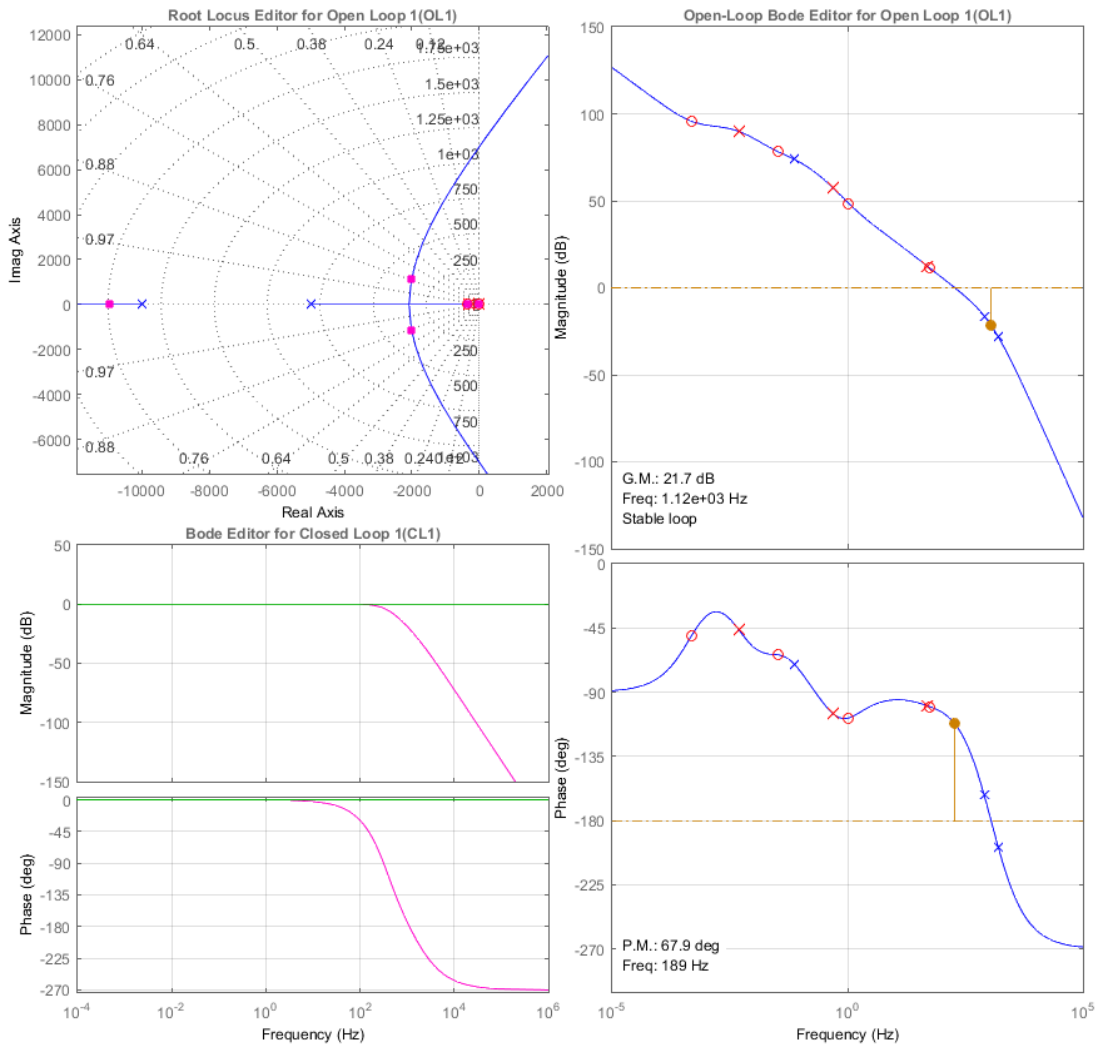 Root Locus Editor for Open Loop 1(OL1)
12000
10000
8000
6000
4000
2000
0
-2000
-4000
-6000
Imag Axis
0.64
0.5
0.38
0.24
0.12
0.76
0.88
0.97
0.97
0.88
0.76
0.64
0.5
0.38
0.24
0.12
1.75e+03
1.5e+03
1.25e+03
1e+03
750
500
250
250
500
750
1e+03
-10000 -8000 -6000 -4000 -2000 0 2000
Real Axis
Bode Editor for Closed Loop 1(CL1)
50
0
-50
-100
-150
Magnitude (dB)
0
-45
-90
-135
-180
-225
-270
Phase (deg)
10^-4 10^-2 10^0 10^2 10^4 10^6
Frequency (Hz)
Open-Loop Bode Editor for Open Loop 1(OL1)
150
100
50
0
-50
-100
-150
Magnitude (dB)
G.M.: 21.7 dB
Freq: 1.12e+03 Hz
Stable loop
0
-45
-90
-135
-180
-225
-270
Phase (deg)
P.M.: 67.9 deg
Freq: 189 Hz
10^-5 10^0 10^5
Frequency (Hz)